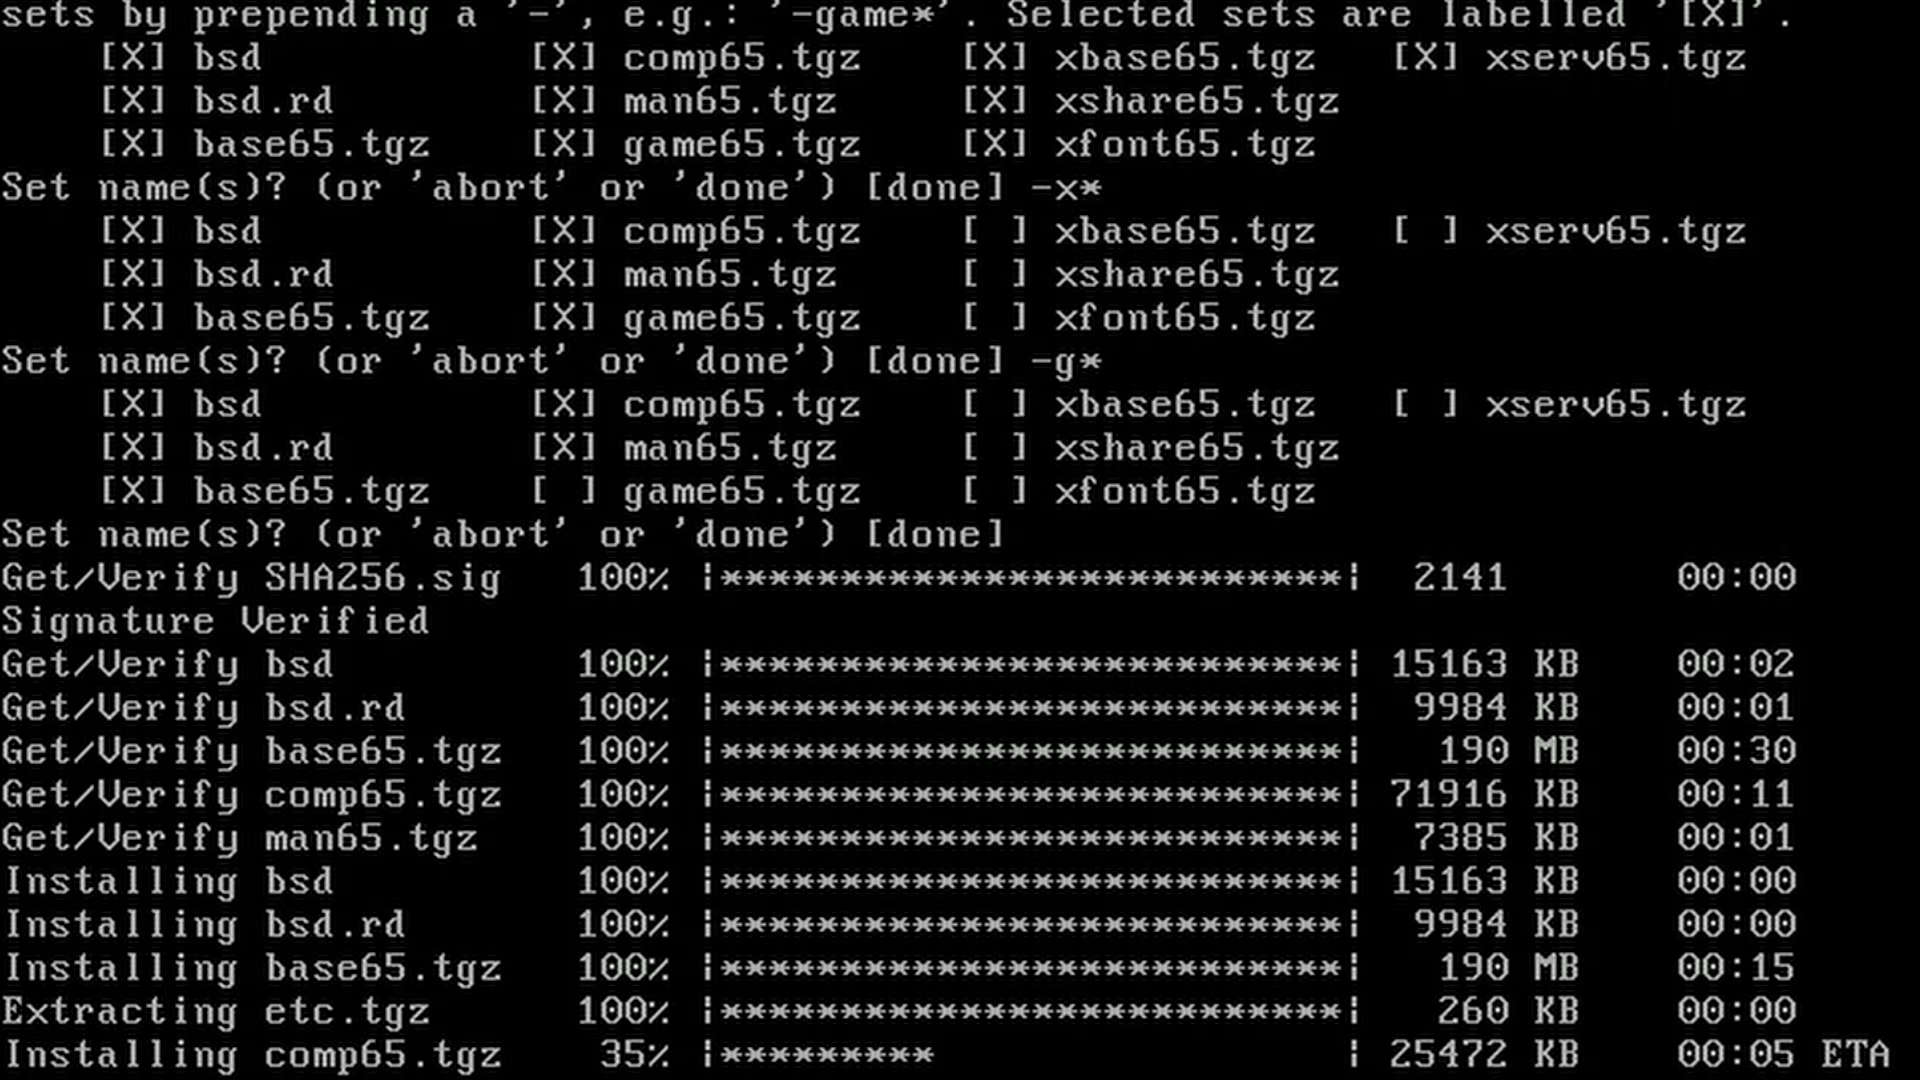 sets by prepending a '-', e.g.: '-game*'. Selected sets are labelled '[X]'.
[X] bsd [X] comp65.tgz [X] xbase65.tgz [X] xserv65.tgz
[X] bsd.rd [X] man65.tgz [X] xshare65.tgz
[X] base65.tgz [X] game65.tgz [X] xfont65.tgz
Set name(s)? (or 'abort' or 'done') [done] -x*
[X] bsd [X] comp65.tgz [ ] xbase65.tgz [ ] xserv65.tgz
[X] bsd.rd [X] man65.tgz [ ] xshare65.tgz
[X] base65.tgz [X] game65.tgz [ ] xfont65.tgz
Set name(s)? (or 'abort' or 'done') [done] -g*
[X] bsd [X] comp65.tgz [ ] xbase65.tgz [ ] xserv65.tgz
[X] bsd.rd [X] man65.tgz [ ] xshare65.tgz
[X] base65.tgz [ ] game65.tgz [ ] xfont65.tgz
Set name(s)? (or 'abort' or 'done') [done]
Get/Verify SHA256.sig 100% |**************************| 2141 00:00
Signature Verified
Get/Verify bsd 100% |**************************| 15163 KB 00:02
Get/Verify bsd.rd 100% |**************************| 9984 KB 00:01
Get/Verify base65.tgz 100% |**************************| 190 MB 00:30
Get/Verify comp65.tgz 100% |**************************| 71916 KB 00:11
Get/Verify man65.tgz 100% |**************************| 7385 KB 00:01
Installing bsd 100% |**************************| 15163 KB 00:00
Installing bsd.rd 100% |**************************| 9984 KB 00:00
Installing base65.tgz 100% |**************************| 190 MB 00:15
Extracting etc.tgz 100% |**************************| 260 KB 00:00
Installing comp65.tgz 35% |********* | 25472 KB 00:05 ETA